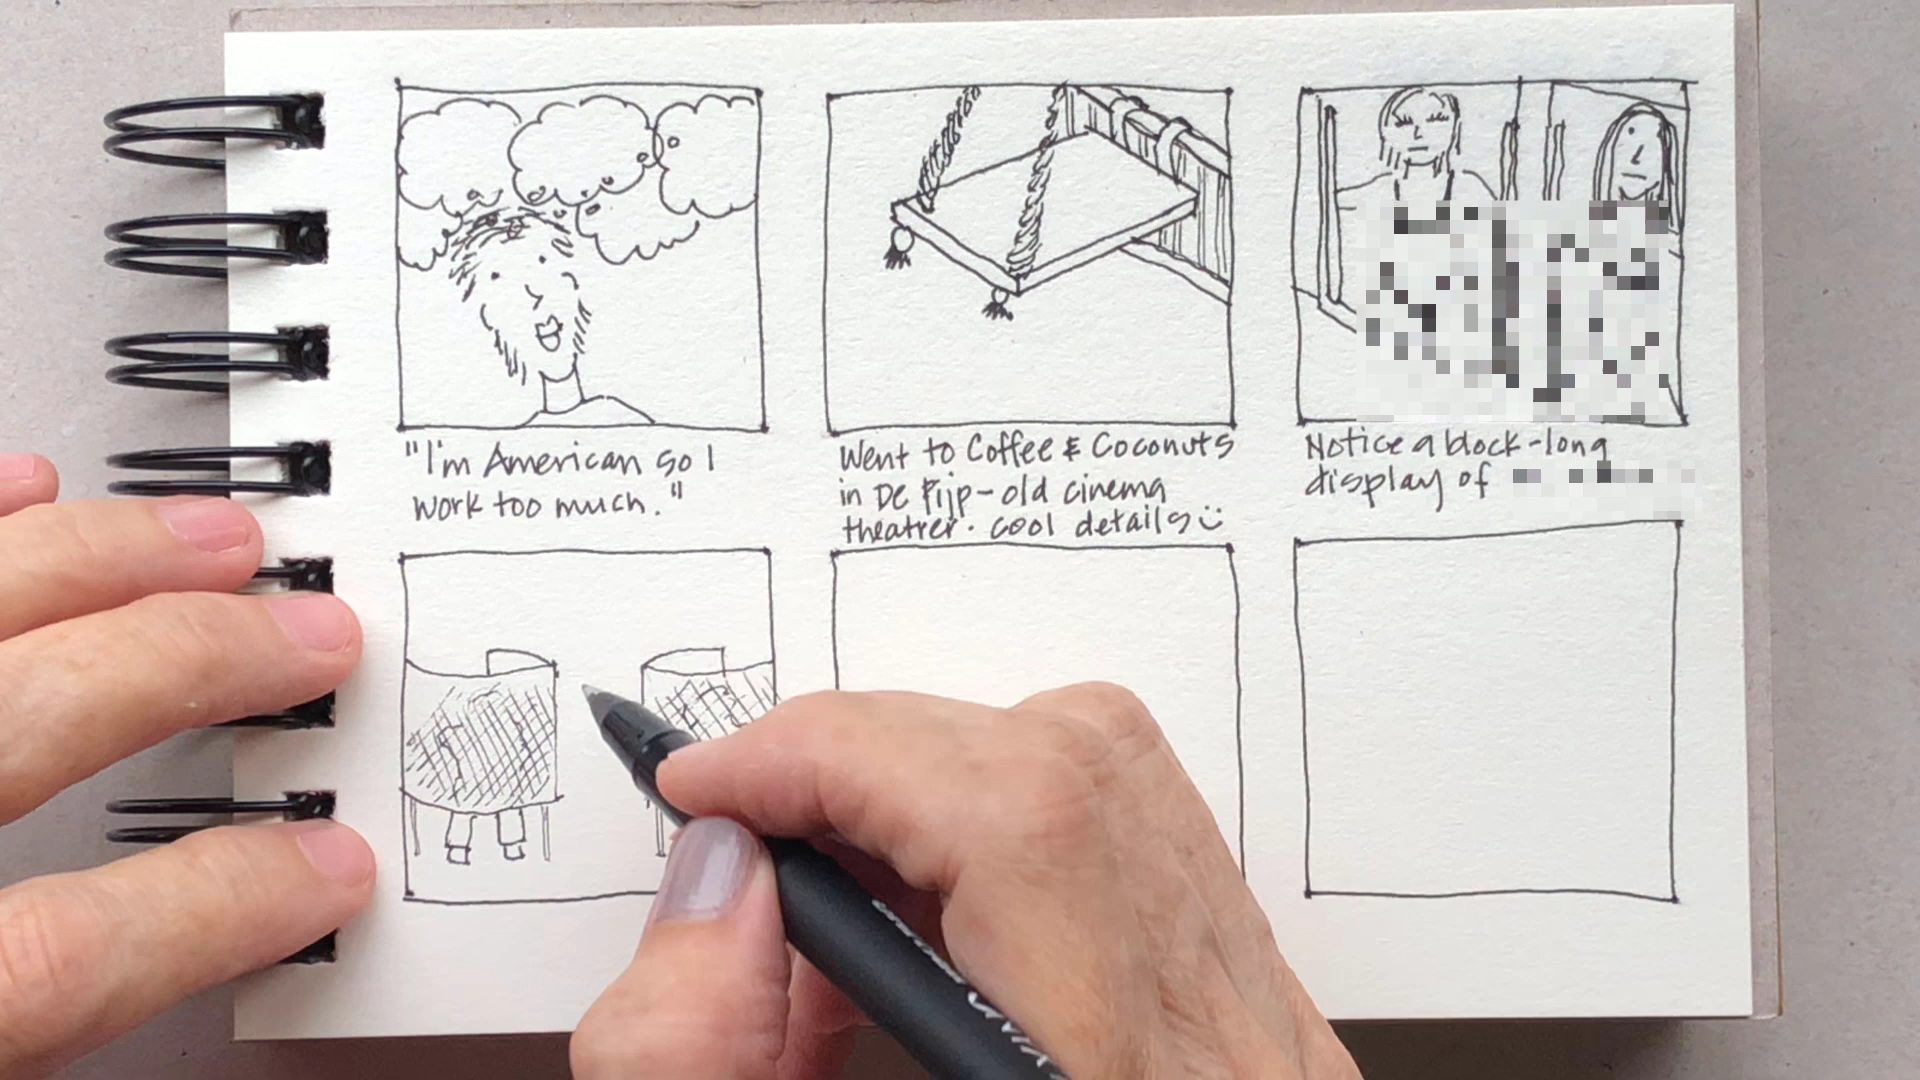 "I'm American so I
work too much."
Went to Coffee & Coconuts
in De Pijp - old cinema
theatrer. cool details
Notice a block-long
display of